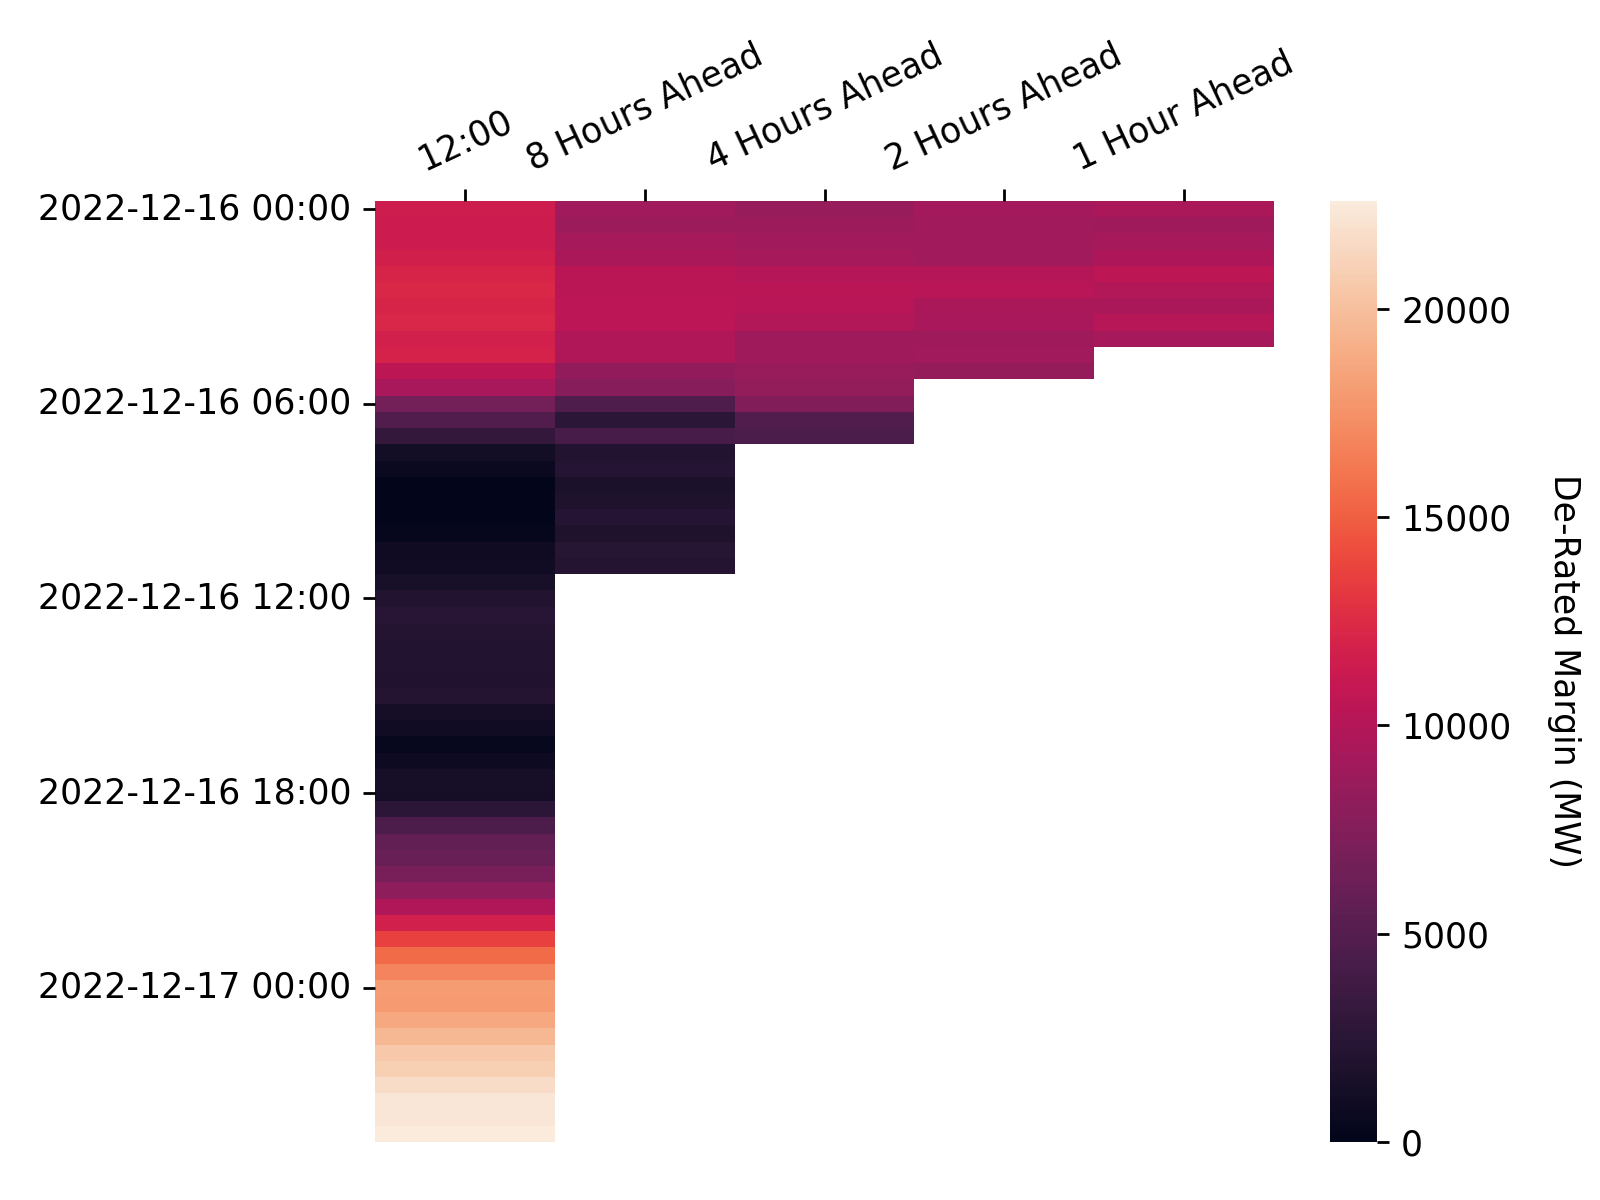 12:00
8 Hours Ahead
4 Hours Ahead
2 Hours Ahead
1 Hour Ahead
2022-12-16 00:00
2022-12-16 06:00
2022-12-16 12:00
2022-12-16 18:00
2022-12-17 00:00
20000
15000
10000
5000
0
De-Rated Margin (MW)